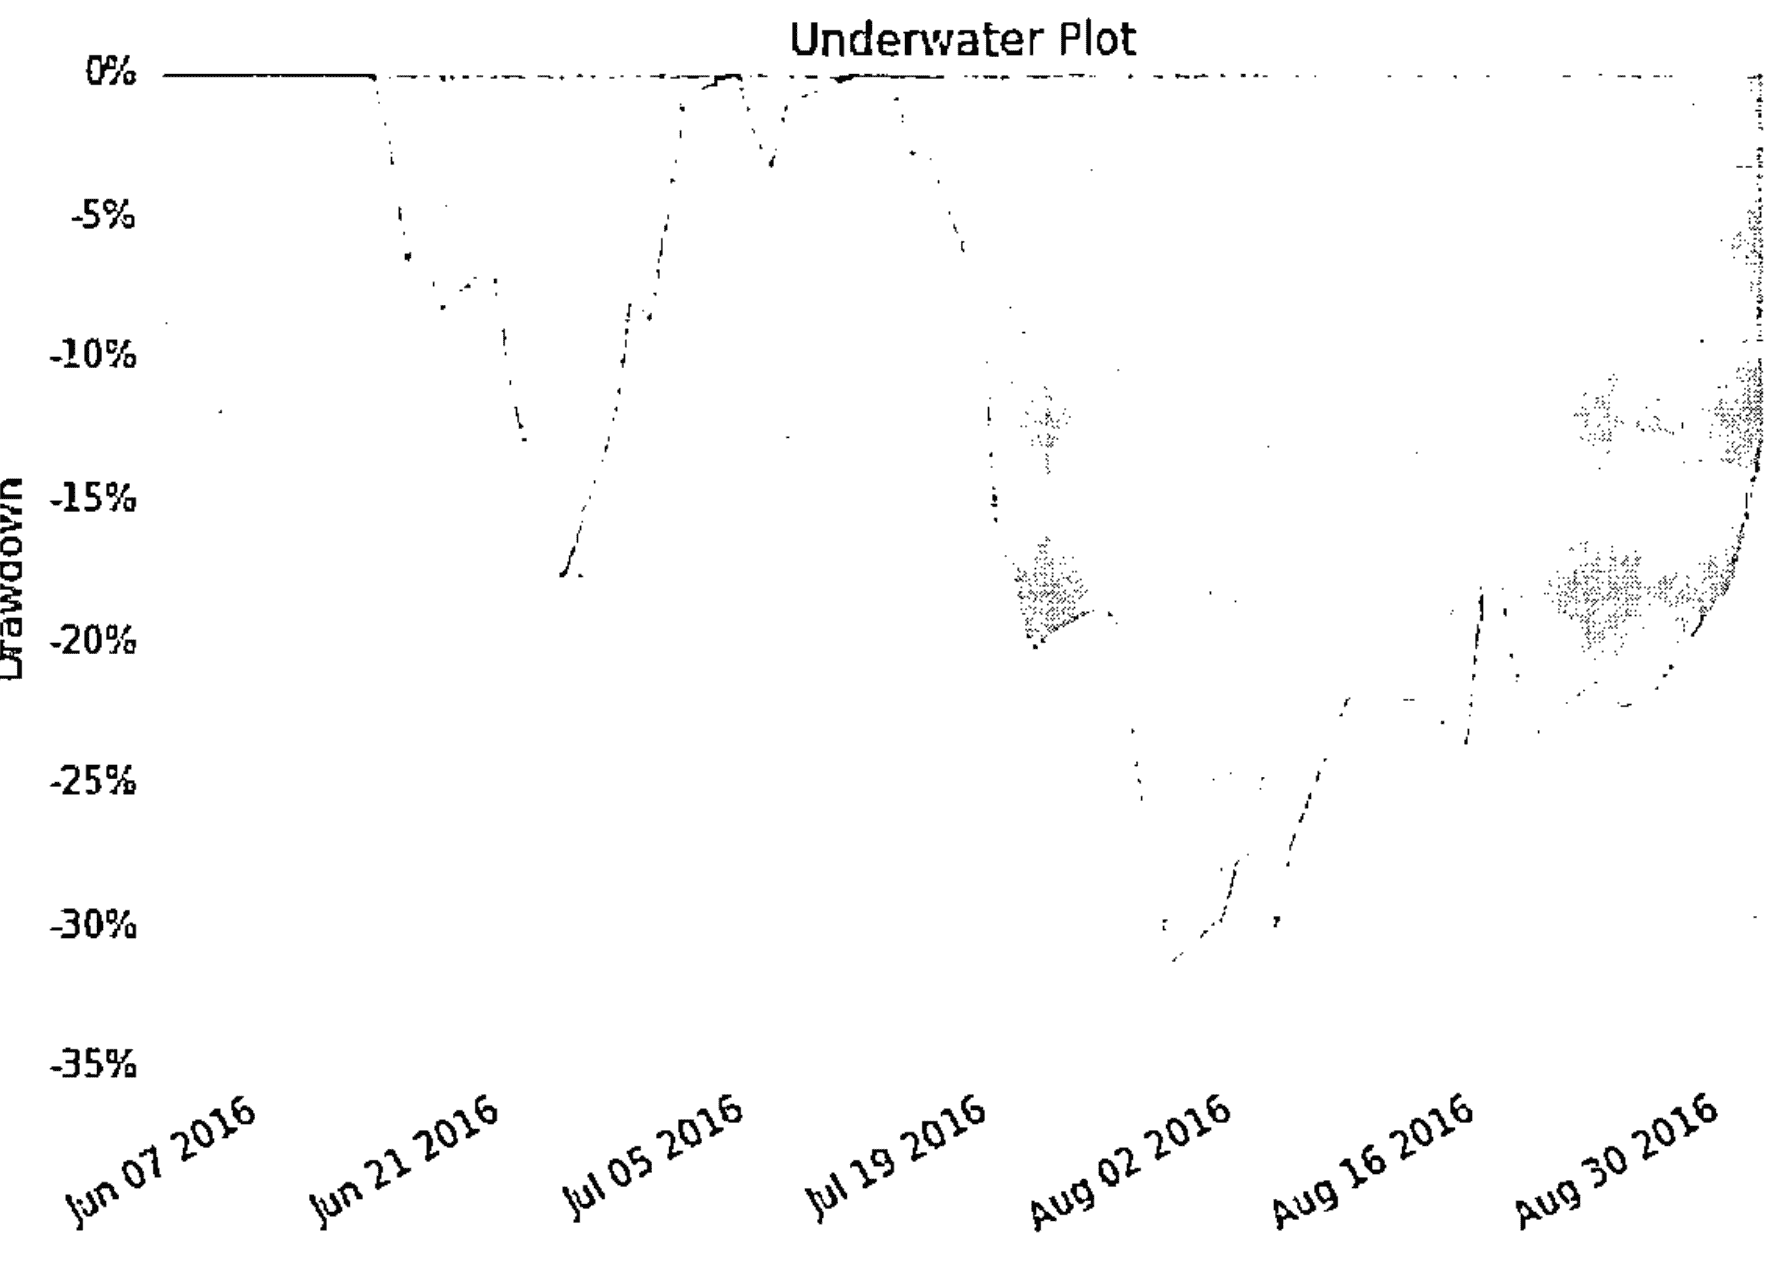 Underwater Plot
0%
-5%
-10%
-15%
-20%
-25%
-30%
-35%
Drawdown
Jun 07 2016
Jun 21 2016
Jul 05 2016
Jul 19 2016
Aug 02 2016
Aug 16 2016
Aug 30 2016